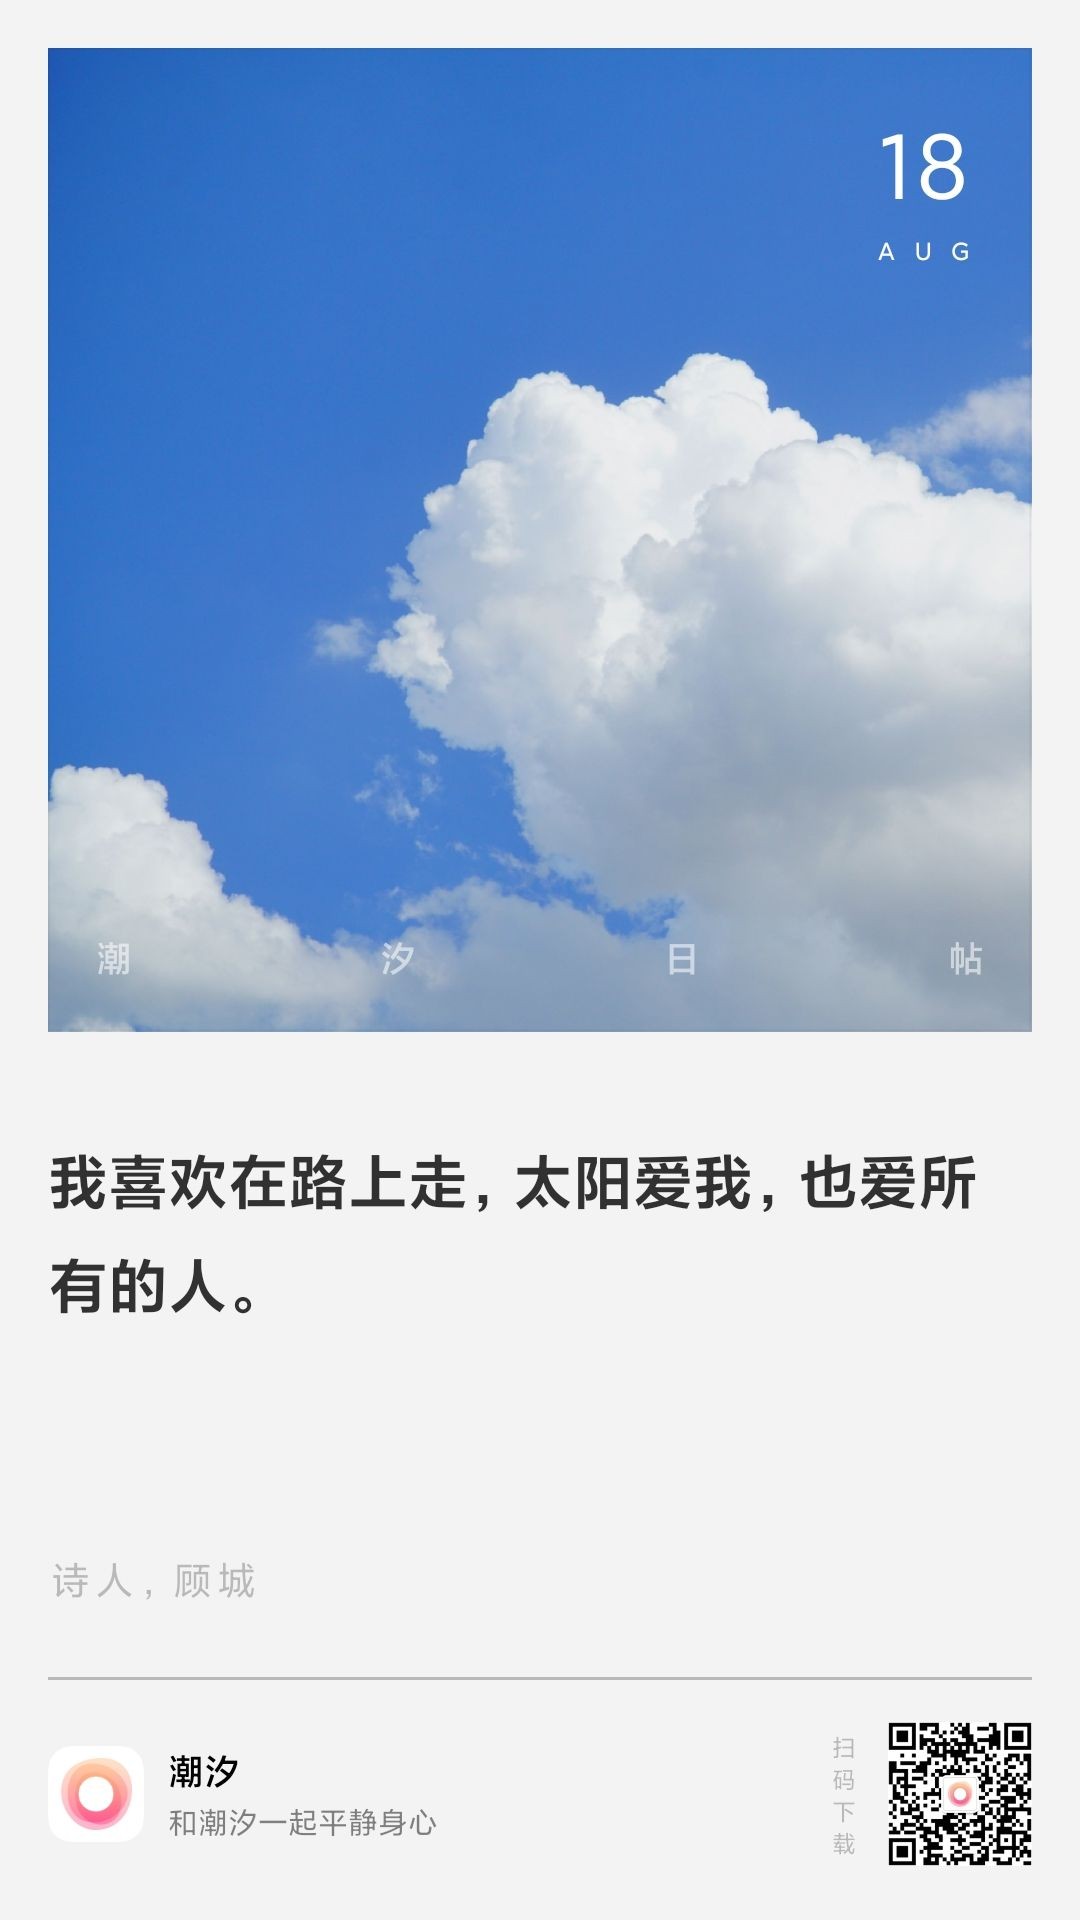 18
AUG
潮汐日帖
我喜欢在路上走，太阳爱我，也爱所
有的人。
诗人，顾城
潮汐
和潮汐一起平静身心
扫码下载